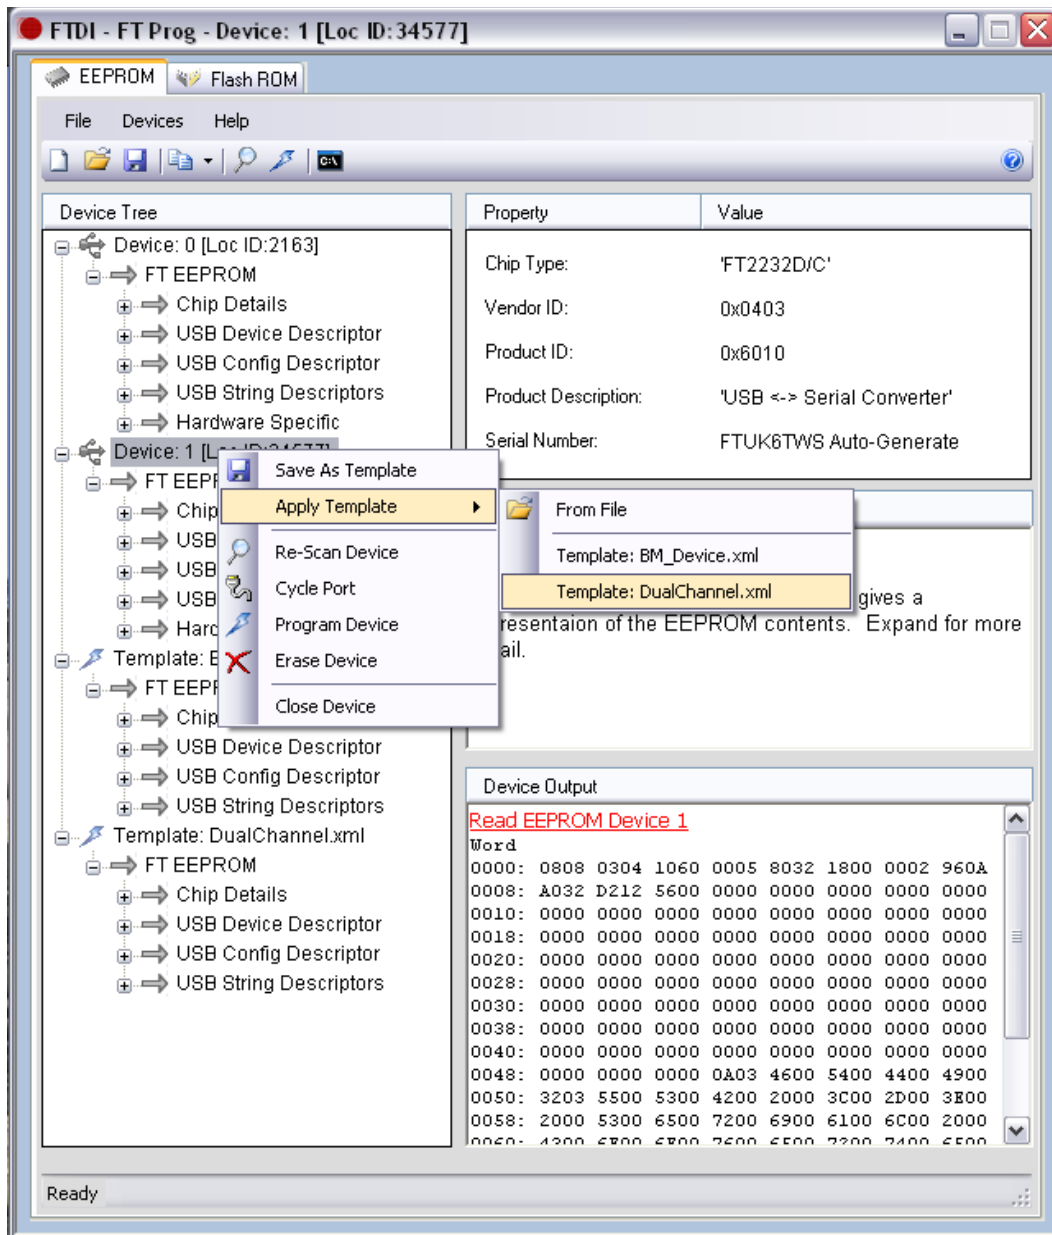 FTDI - FT Prog - Device: 1 [Loc ID:34577]
EEPROM
Flash ROM
File Devices Help
C:\
Device Tree
Device: 0 [Loc ID:2163]
FT EEPROM
Chip Details
USB Device Descriptor
USB Config Descriptor
USB String Descriptors
Hardware Specific
Device: 1 [L
FT EEP
Chip
USB
USB
USB
Hard
Template: B
FT EEP
Chip
USB Device Descriptor
USB Config Descriptor
USB String Descriptors
Template: DualChannel.xml
FT EEPROM
Chip Details
USB Device Descriptor
USB Config Descriptor
USB String Descriptors
Save As Template
Apply Template
Re-Scan Device
Cycle Port
Program Device
Erase Device
Close Device
From File
Template: BM_Device.xml
Template: DualChannel.xml
Property Value
Chip Type: 'FT2232D/C'
Vendor ID: 0x0403
Product ID: 0x6010
Product Description: 'USB <-> Serial Converter'
Serial Number: FTUK6TWS Auto-Generate
gives a
resentaion of the EEPROM contents. Expand for more
ail.
Device Output
Read EEPROM Device 1
Word
0000: 0808 0304 1060 0005 8032 1800 0002 960A
0008: A032 D212 5600 0000 0000 0000 0000 0000
0010: 0000 0000 0000 0000 0000 0000 0000 0000
0018: 0000 0000 0000 0000 0000 0000 0000 0000
0020: 0000 0000 0000 0000 0000 0000 0000 0000
0028: 0000 0000 0000 0000 0000 0000 0000 0000
0030: 0000 0000 0000 0000 0000 0000 0000 0000
0038: 0000 0000 0000 0000 0000 0000 0000 0000
0040: 0000 0000 0000 0000 0000 0000 0000 0000
0048: 0000 0000 0000 0A03 4600 5400 4400 4900
0050: 3203 5500 5300 4200 2000 3C00 2D00 3E00
0058: 2000 5300 6500 7200 6900 6100 6C00 2000
Ready